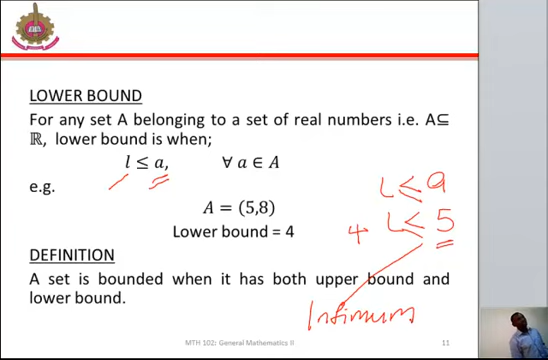 LOWER BOUND
For any set A belonging to a set of real numbers i.e. A⊆
ℝ, lower bound is when;
l ≤ a, ∀ a ∈ A
e.g.
L ≤ a
A = (5,8)
4 L ≤ 5
Lower bound = 4
DEFINITION
A set is bounded when it has both upper bound and
lower bound.
Infimum
MTH 102: General Mathematics II 11